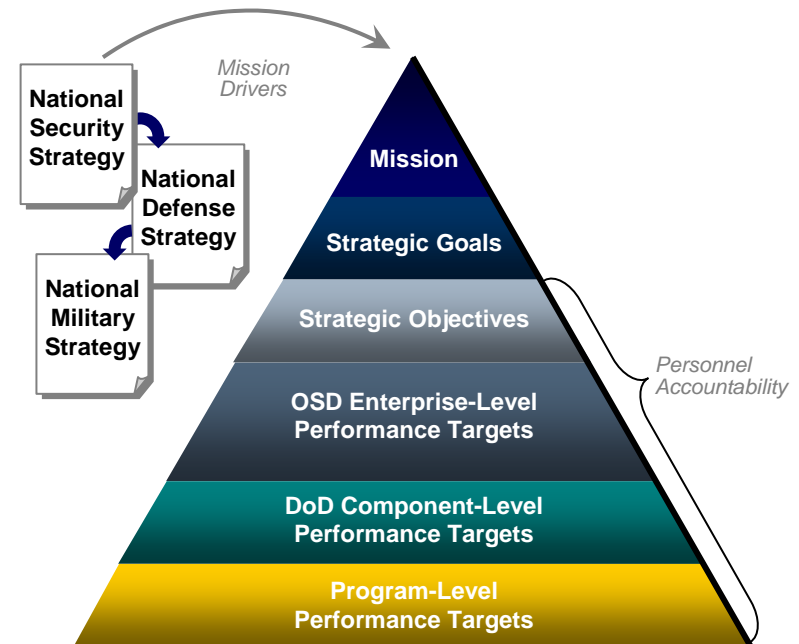 Mission
Drivers
National
Security
Strategy
National
Defense
Strategy
National
Military
Strategy
Mission
Strategic Goals
Strategic Objectives
OSD Enterprise-Level
Performance Targets
DoD Component-Level
Performance Targets
Program-Level
Performance Targets
Personnel
Accountability